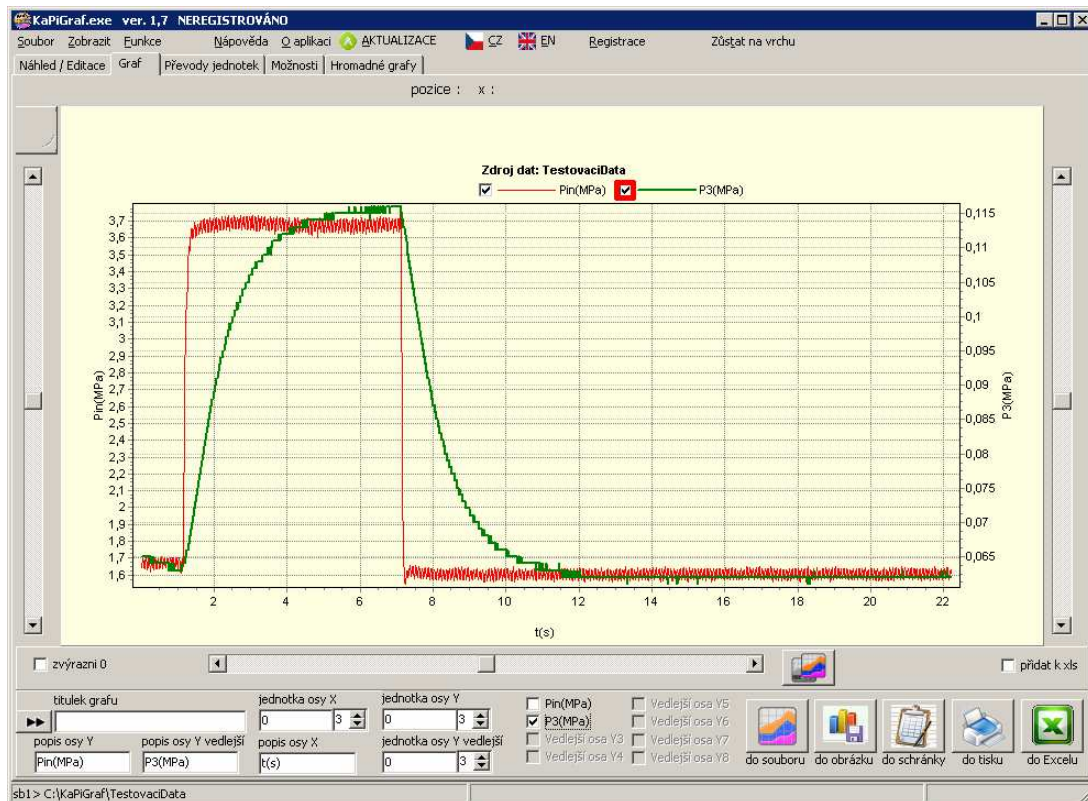 KaPiGraf.exe ver. 1,7 NEREGISTROVÁNO
Soubor Zobrazit Funkce Nápověda O aplikaci AKTUALIZACE CZ EN Registrace Zůstat na vrchu
Náhled / Editace Graf Převody jednotek Možnosti Hromadné grafy
pozice : x :
Zdroj dat: TestovaciData
Pin(MPa) P3(MPa)
3,7
3,6
3,5
3,4
3,3
3,2
3,1
3
2,9
2,8
2,7
2,6
2,5
2,4
2,3
2,2
2,1
2
1,9
1,8
1,7
1,6
Pin(MPa)
0,115
0,11
0,105
0,1
0,095
0,09
0,085
0,08
0,075
0,07
0,065
P3(MPa)
2 4 6 8 10 12 14 16 18 20 22
t(s)
zvýrazni 0 přidat k xls
titulek grafu jednotka osy X jednotka osy Y
0 3 0 3
popis osy Y popis osy Y vedlejší popis osy X jednotka osy Y vedlejší
Pin(MPa) P3(MPa) t(s) 0 3
Pin(MPa) Vedlejší osa Y5
P3(MPa) Vedlejší osa Y6
Vedlejší osa Y3 Vedlejší osa Y7
Vedlejší osa Y4 Vedlejší osa Y8
do souboru do obrázku do schránky do tisku do Excelu
sb1> C:\KaPiGraf\TestovaciData